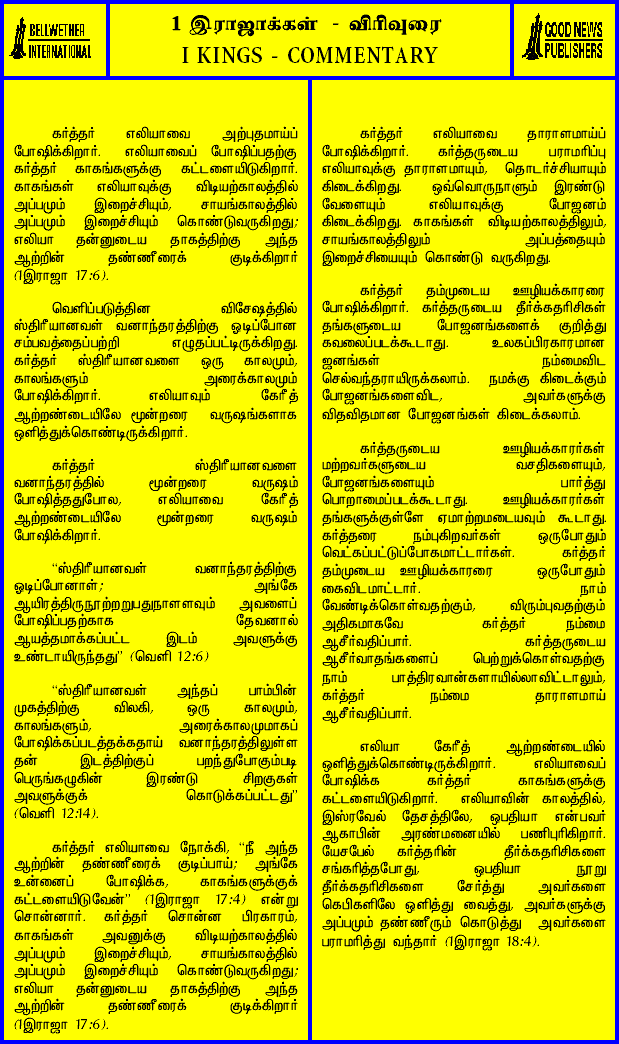 BELLWETHER
INTERNATIONAL
1 இராஜாக்கள் - விரிவுரை
I KINGS - COMMENTARY
GOOD NEWS
PUBLISHERS
கர்த்தர் எலியாவை அற்புதமாய்ப்
போஷிக்கிறார். எலியாவைப் போஷிப்பதற்கு
கர்த்தர் காகங்களுக்கு கட்டளையிடுகிறார்.
காகங்கள் எலியாவுக்கு விடியற்காலத்தில்
அப்பமும் இறைச்சியும், சாயங்காலத்தில்
அப்பமும் இறைச்சியும் கொண்டுவருகிறது;
எலியா தன்னுடைய தாகத்திற்கு அந்த
ஆற்றின் தண்ணீரைக் குடிக்கிறார்
(1இராஜா 17:6).
வெளிப்படுத்தின விசேஷத்தில்
ஸ்திரீயானவள் வனாந்தரத்திற்கு ஓடிப்போன
சம்பவத்தைப்பற்றி எழுதப்பட்டிருக்கிறது.
கர்த்தர் ஸ்திரீயானவளை ஒரு காலமும்,
காலங்களும் அரைக்காலமும்
போஷிக்கிறார். எலியாவும் கேரீத்
ஆற்றண்டையிலே மூன்றரை வருஷங்களாக
ஒளித்துக்கொண்டிருக்கிறார்.
கர்த்தர் ஸ்திரீயானவளை
வனாந்தரத்தில் மூன்றரை வருஷம்
போஷித்ததுபோல, எலியாவை கேரீத்
ஆற்றண்டையிலே மூன்றரை வருஷம்
போஷிக்கிறார்.
“ஸ்திரீயானவள் வனாந்தரத்திற்கு
ஓடிப்போனாள்; அங்கே
ஆயிரத்திருநூற்றறுபதுநாளளவும் அவளைப்
போஷிப்பதற்காக தேவனால்
ஆயத்தமாக்கப்பட்ட இடம் அவளுக்கு
உண்டாயிருந்தது” (வெளி 12:6)
“ஸ்திரீயானவள் அந்தப் பாம்பின்
முகத்திற்கு விலகி, ஒரு காலமும்,
காலங்களும், அரைக்காலமுமாகப்
போஷிக்கப்படத்தக்கதாய் வனாந்தரத்திலுள்ள
தன் இடத்திற்குப் பறந்துபோகும்படி
பெருங்கழுகின் இரண்டு சிறகுகள்
அவளுக்குக் கொடுக்கப்பட்டது”
(வெளி 12:14).
கர்த்தர் எலியாவை நோக்கி, “நீ அந்த
ஆற்றின் தண்ணீரைக் குடிப்பாய்; அங்கே
உன்னைப் போஷிக்க, காகங்களுக்குக்
கட்டளையிடுவேன்” (1இராஜா 17:4) என்று
சொன்னார். கர்த்தர் சொன்ன பிரகாரம்,
காகங்கள் அவனுக்கு விடியற்காலத்தில்
அப்பமும் இறைச்சியும், சாயங்காலத்தில்
அப்பமும் இறைச்சியும் கொண்டுவருகிறது;
எலியா தன்னுடைய தாகத்திற்கு அந்த
ஆற்றின் தண்ணீரைக் குடிக்கிறார்
(1இராஜா 17:6).
கர்த்தர் எலியாவை தாராளமாய்ப்
போஷிக்கிறார். கர்த்தருடைய பராமரிப்பு
எலியாவுக்கு தாராளமாயும், தொடர்ச்சியாயும்
கிடைக்கிறது. ஒவ்வொருநாளும் இரண்டு
வேளையும் எலியாவுக்கு போஜனம்
கிடைக்கிறது. காகங்கள் விடியற்காலத்திலும்,
சாயங்காலத்திலும் அப்பத்தையும்
இறைச்சியையும் கொண்டு வருகிறது.
கர்த்தர் தம்முடைய ஊழியக்காரரை
போஷிக்கிறார். கர்த்தருடைய தீர்க்கதரிசிகள்
தங்களுடைய போஜனங்களைக் குறித்து
கவலைப்படக்கூடாது. உலகப்பிரகாரமான
ஜனங்கள் நம்மைவிட
செல்வந்தராயிருக்கலாம். நமக்கு கிடைக்கும்
போஜனங்களைவிட, அவர்களுக்கு
விதவிதமான போஜனங்கள் கிடைக்கலாம்.
கர்த்தருடைய ஊழியக்காரர்கள்
மற்றவர்களுடைய வசதிகளையும்,
போஜனங்களையும் பார்த்து
பொறாமைப்படக்கூடாது. ஊழியக்காரர்கள்
தங்களுக்குள்ளே ஏமாற்றமடையவும் கூடாது.
கர்த்தரை நம்புகிறவர்கள் ஒருபோதும்
வெட்கப்பட்டுப்போகமாட்டார்கள். கர்த்தர்
தம்முடைய ஊழியக்காரரை ஒருபோதும்
கைவிடமாட்டார். நாம்
வேண்டிக்கொள்வதற்கும், விரும்புவதற்கும்
அதிகமாகவே கர்த்தர் நம்மை
ஆசீர்வதிப்பார். கர்த்தருடைய
ஆசீர்வாதங்களைப் பெற்றுக்கொள்வதற்கு
நாம் பாத்திரவான்களாயில்லாவிட்டாலும்,
கர்த்தர் நம்மை தாராளமாய்
ஆசீர்வதிப்பார்.
எலியா கேரீத் ஆற்றண்டையில்
ஒளித்துக்கொண்டிருக்கிறார். எலியாவைப்
போஷிக்க கர்த்தர் காகங்களுக்கு
கட்டளையிடுகிறார். எலியாவின் காலத்தில்,
இஸ்ரவேல் தேசத்திலே, ஒபதியா என்பவர்
ஆகாபின் அரண்மனையில் பணிபுரிகிறார்.
யேசபேல் கர்த்தரின் தீர்க்கதரிசிகளை
சங்கரித்தபோது, ஒபதியா நூறு
தீர்க்கதரிசிகளை சேர்த்து அவர்களை
கெபிகளிலே ஒளித்து வைத்து, அவர்களுக்கு
அப்பமும் தண்ணீரும் கொடுத்து அவர்களை
பராமரித்து வந்தார் (1இராஜா 18:4).